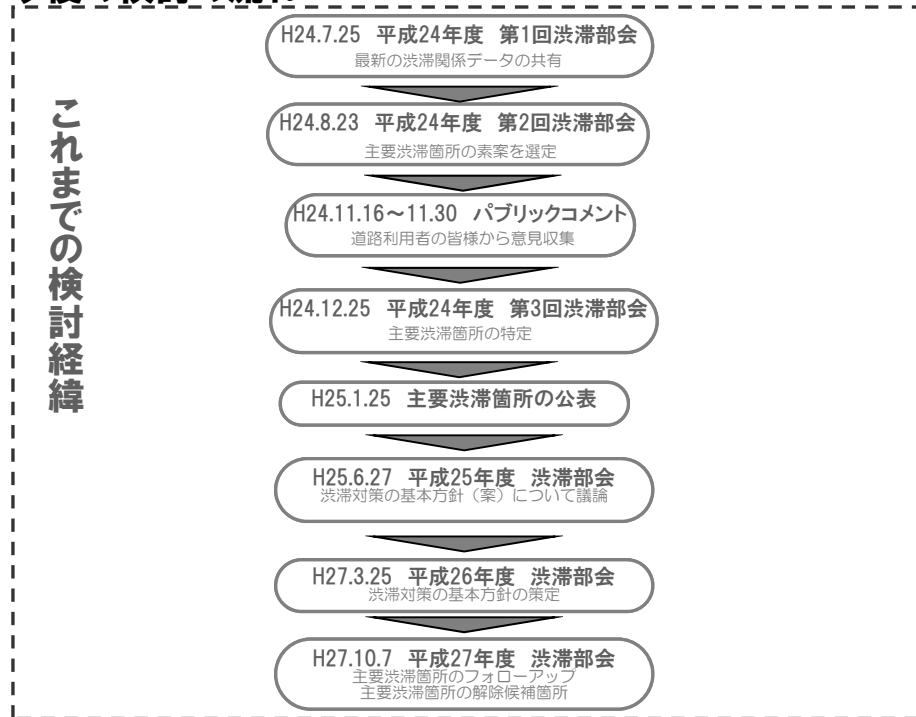 H24.7.25 平成24年度 第1回渋滞部会
最新の渋滞関係データの共有
これまでの検討経緯
H24.8.23 平成24年度 第2回渋滞部会
主要渋滞箇所の素案を選定
H24.11.16～11.30 パブリックコメント
道路利用者の皆様から意見収集
H24.12.25 平成24年度 第3回渋滞部会
主要渋滞箇所の特定
H25.1.25 主要渋滞箇所の公表
H25.6.27 平成25年度 渋滞部会
渋滞対策の基本方針（案）について議論
H27.3.25 平成26年度 渋滞部会
渋滞対策の基本方針の策定
H27.10.7 平成27年度 渋滞部会
主要渋滞箇所のフォローアップ
主要渋滞箇所の解除候補箇所